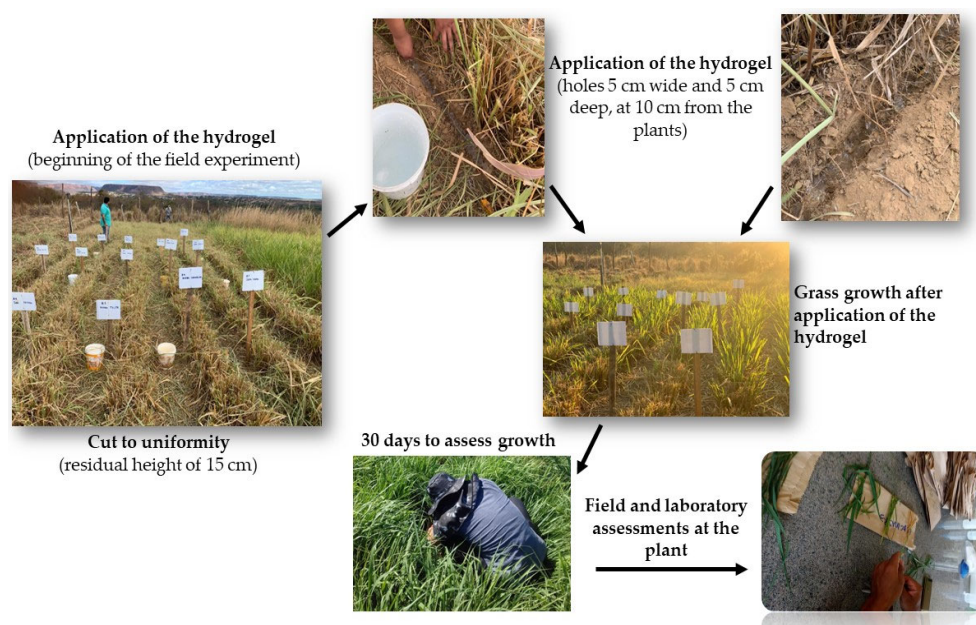 Application of the hydrogel
(beginning of the field experiment)
Cut to uniformity
(residual height of 15 cm)
Application of the hydrogel
(holes 5 cm wide and 5 cm
deep, at 10 cm from the
plants)
Grass growth after
application of the
hydrogel
30 days to assess growth
Field and laboratory
assessments at the
plant